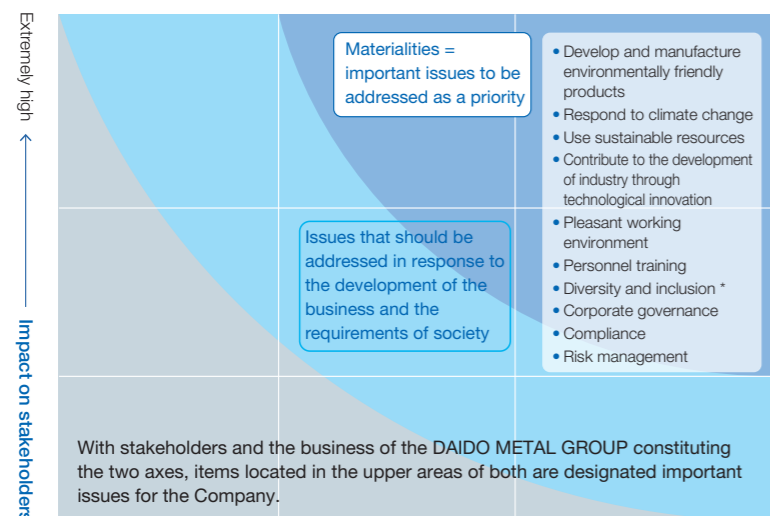 Extremely high
Impact on stakeholders
Materialities =
important issues to be
addressed as a priority
• Develop and manufacture
environmentally friendly
products
• Respond to climate change
• Use sustainable resources
• Contribute to the development
of industry through
technological innovation
• Pleasant working
environment
• Personnel training
• Diversity and inclusion *
• Corporate governance
• Compliance
• Risk management
Issues that should be
addressed in response to
the development of the
business and the
requirements of society
With stakeholders and the business of the DAIDO METAL GROUP constituting
the two axes, items located in the upper areas of both are designated important
issues for the Company.